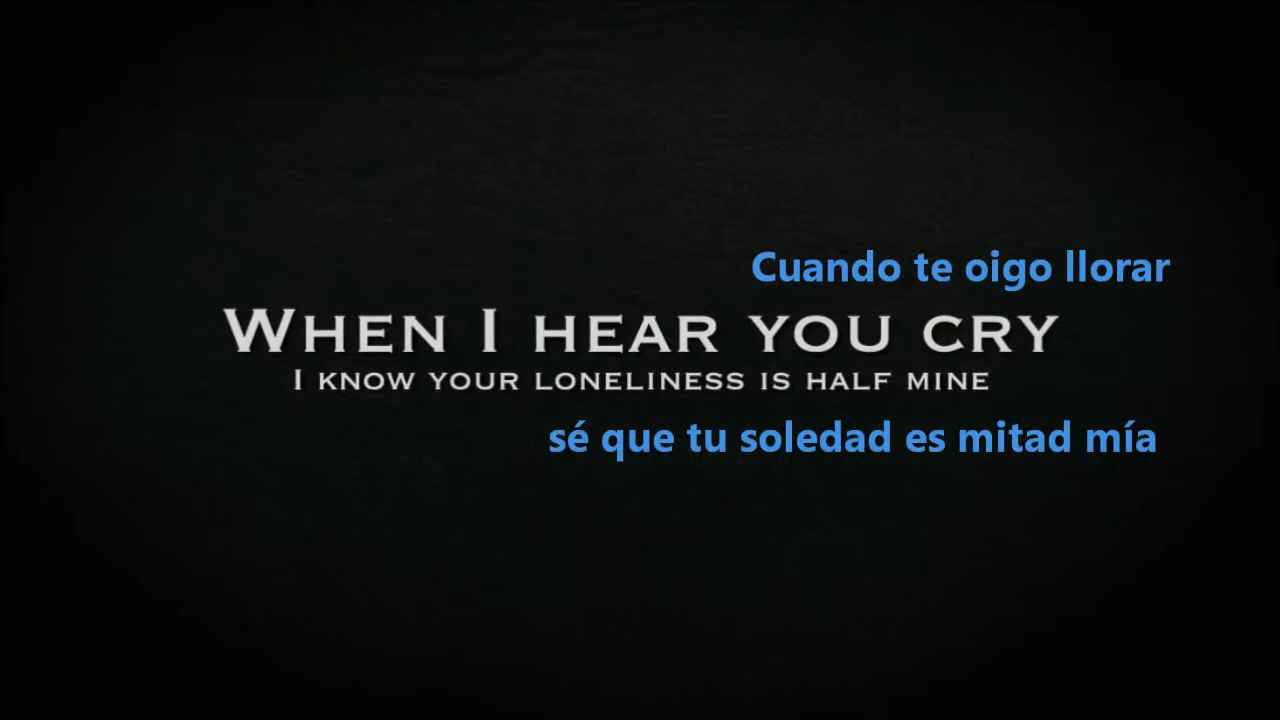 Cuando te oigo llorar
When I hear you cry
I know your loneliness is half mine
sé que tu soledad es mitad mía